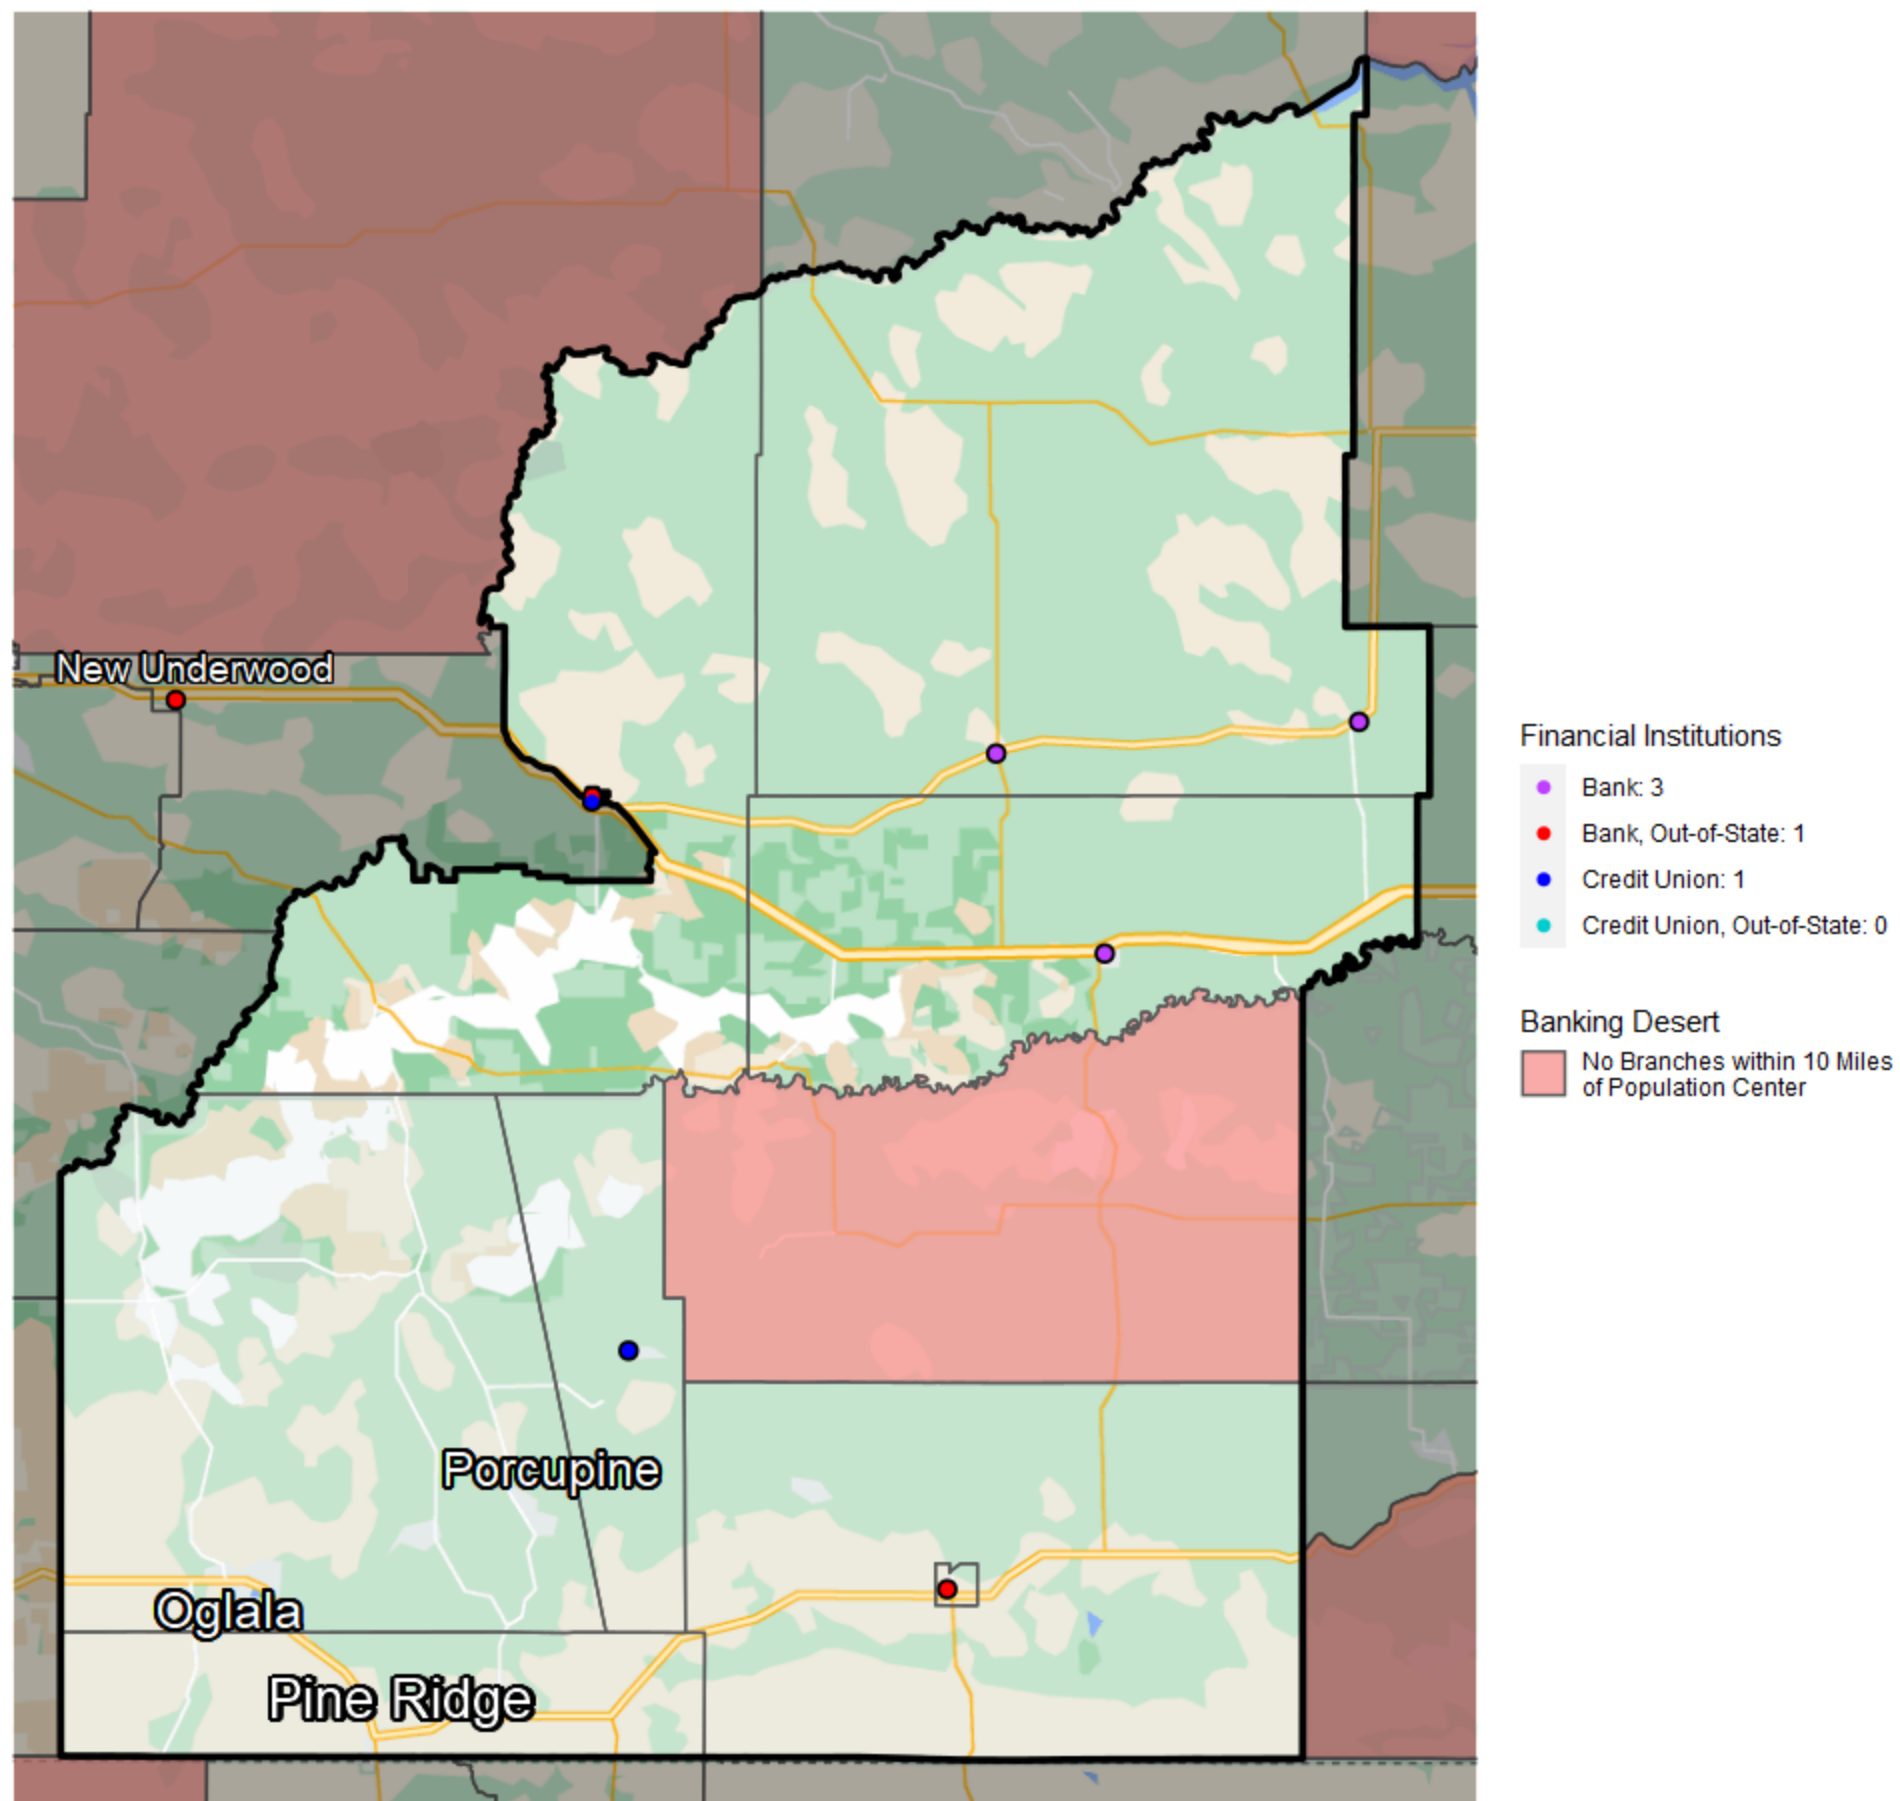 New Underwood
Porcupine
Oglala
Pine Ridge
Financial Institutions
Bank: 3
Bank, Out-of-State: 1
Credit Union: 1
Credit Union, Out-of-State: 0
Banking Desert
No Branches within 10 Miles
of Population Center